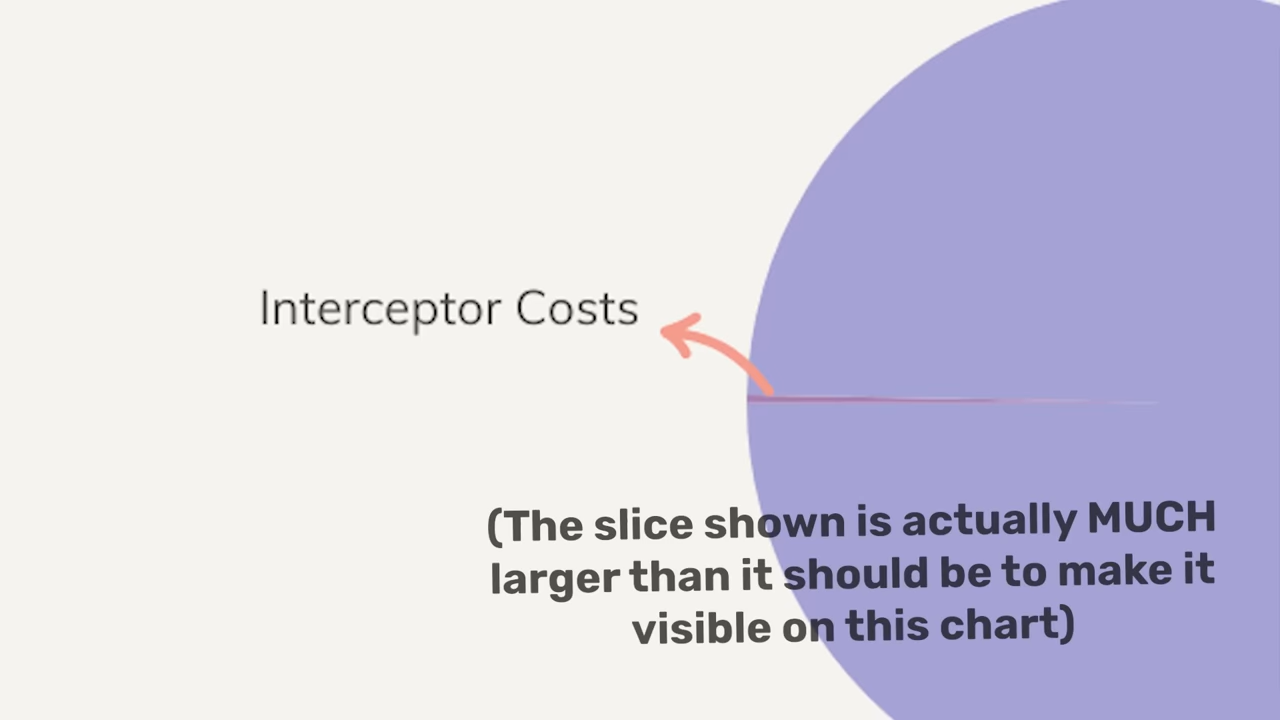 Interceptor Costs
(The slice shown is actually MUCH
larger than it should be to make it
visible on this chart)